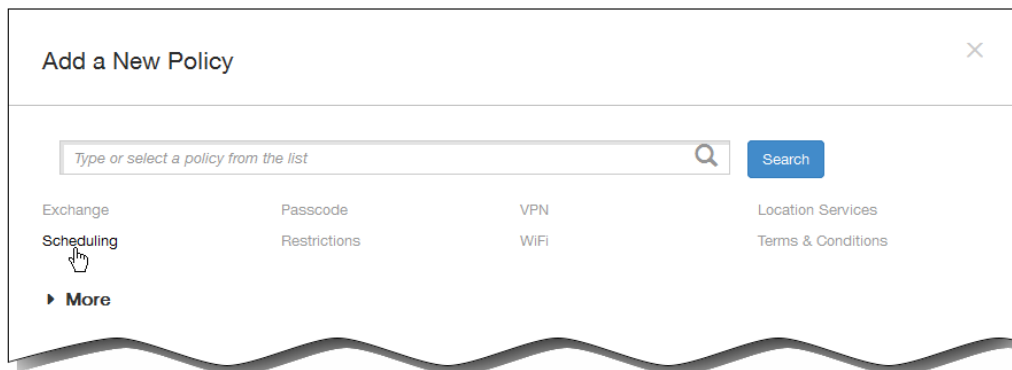 Add a New Policy
Type or select a policy from the list
Search
Exchange Passcode VPN Location Services
Scheduling Restrictions WiFi Terms & Conditions
More